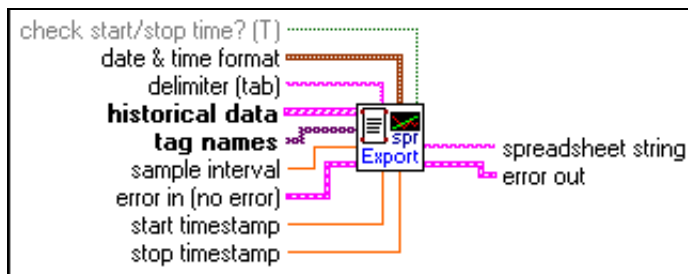 check start/stop time? (T)
date & time format
delimiter (tab)
historical data
tag names
sample interval
error in (no error)
start timestamp
stop timestamp
spr
Export
spreadsheet string
error out